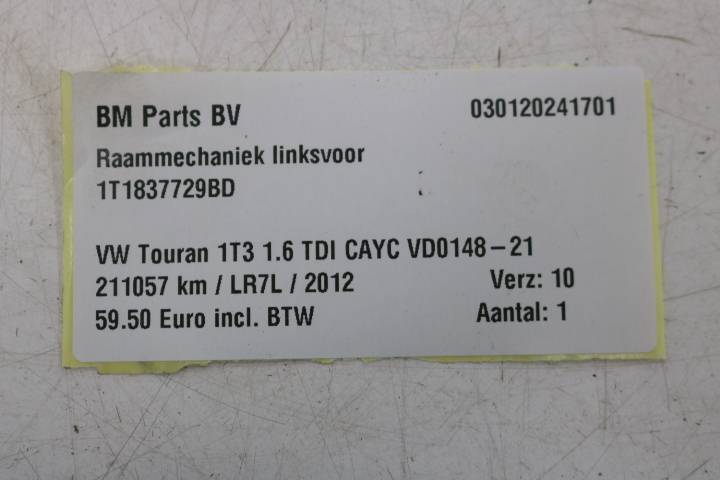 BM Parts BV 030120241701
Raammechaniek linksvoor
1T1837729BD
VW Touran 1T3 1.6 TDI CAYC VD0148-21
211057 km / LR7L / 2012 Verz: 10
59.50 Euro incl. BTW Aantal: 1